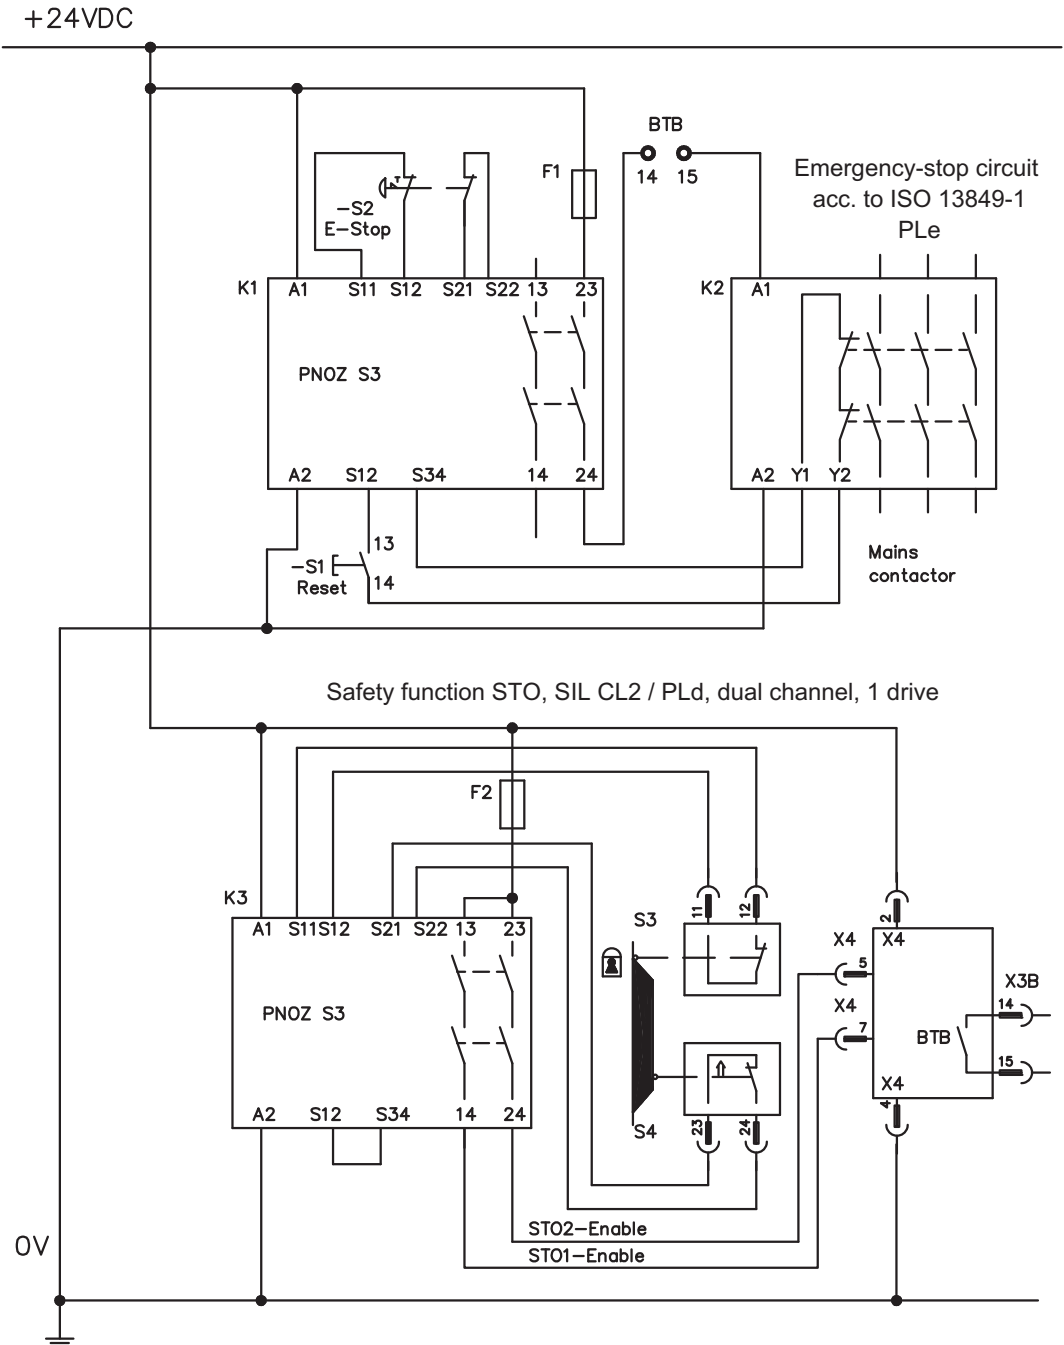 +24VDC
BTB
14 15
F1
Emergency-stop circuit
acc. to ISO 13849-1
PLe
-S2
E-Stop
K1 A1 S11 S12 S21 S22 13 23
K2 A1
PNOZ S3
A2 S12 S34 14 24
A2 Y1 Y2
13
-S1
Reset
14
Mains
contactor
Safety function STO, SIL CL2 / PLd, dual channel, 1 drive
F2
K3
A1 S11 S12 S21 S22 13 23
11 12
S3
2
X4 X4
5
X4
7
X3B
14
PNOZ S3
BTB
15
X4
4
A2 S12 S34 14 24
S4
23 24
STO2-Enable
STO1-Enable
0V